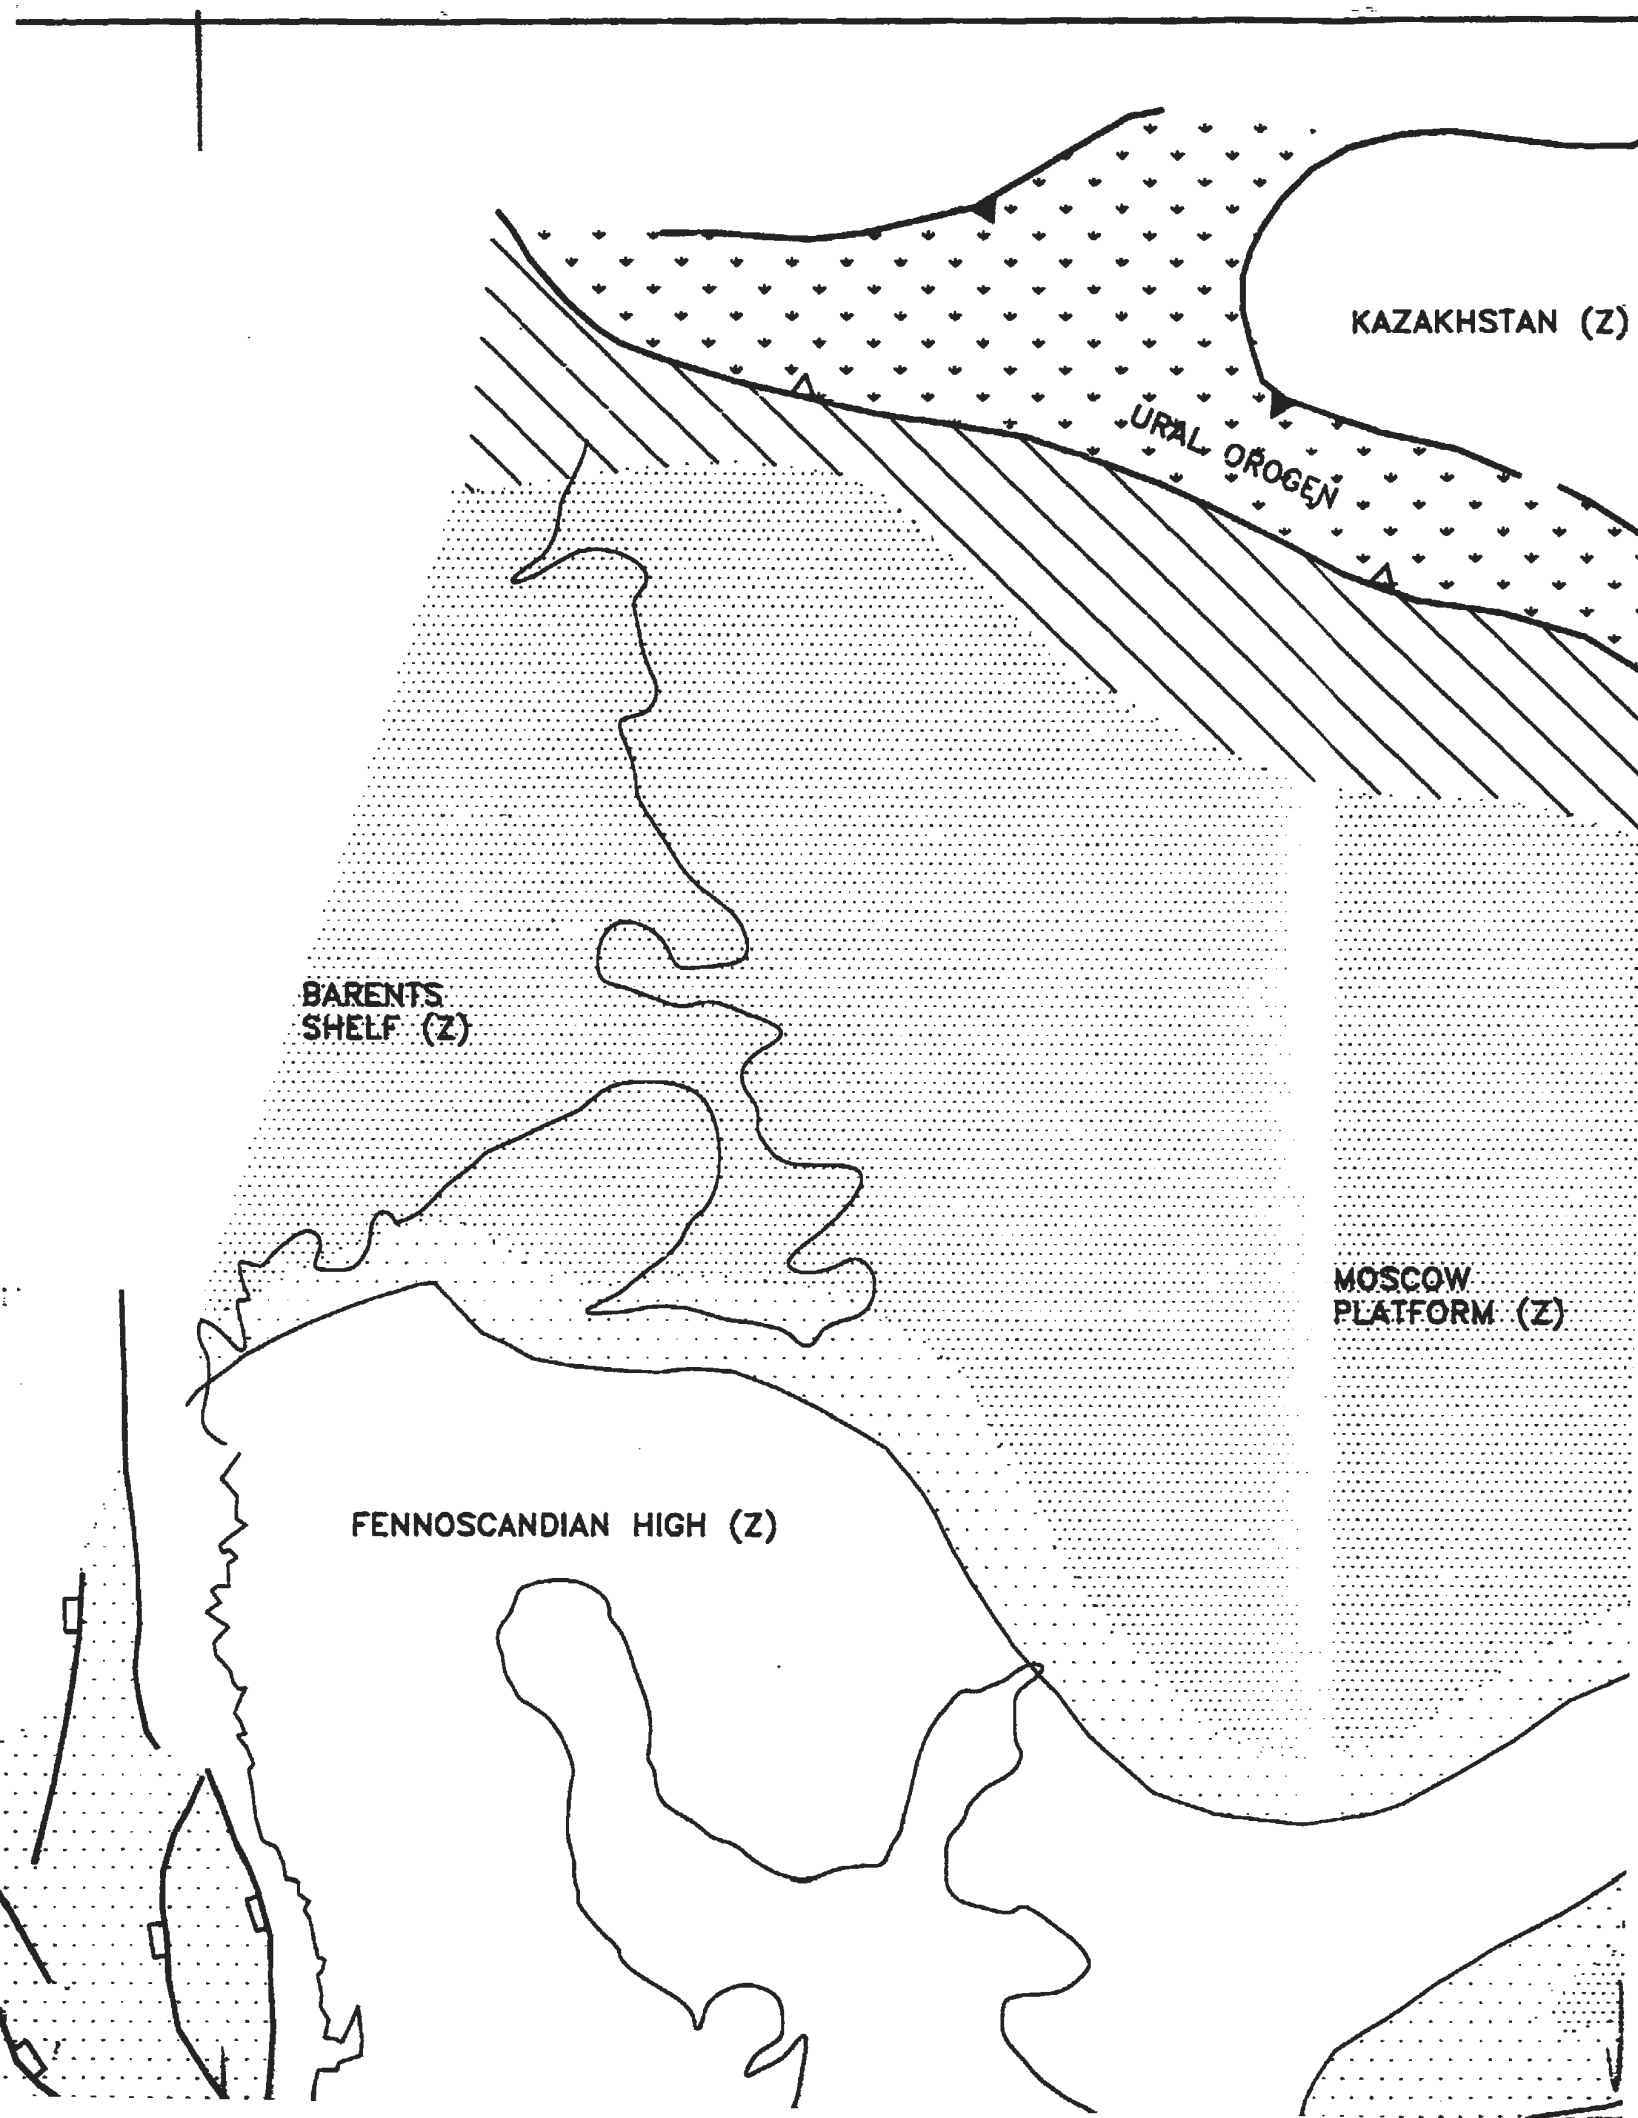 KAZAKHSTAN (Z)
URAL OROGEN
BARENTS
SHELF (Z)
MOSCOW
PLATFORM (Z)
FENNOSCANDIAN HIGH (Z)